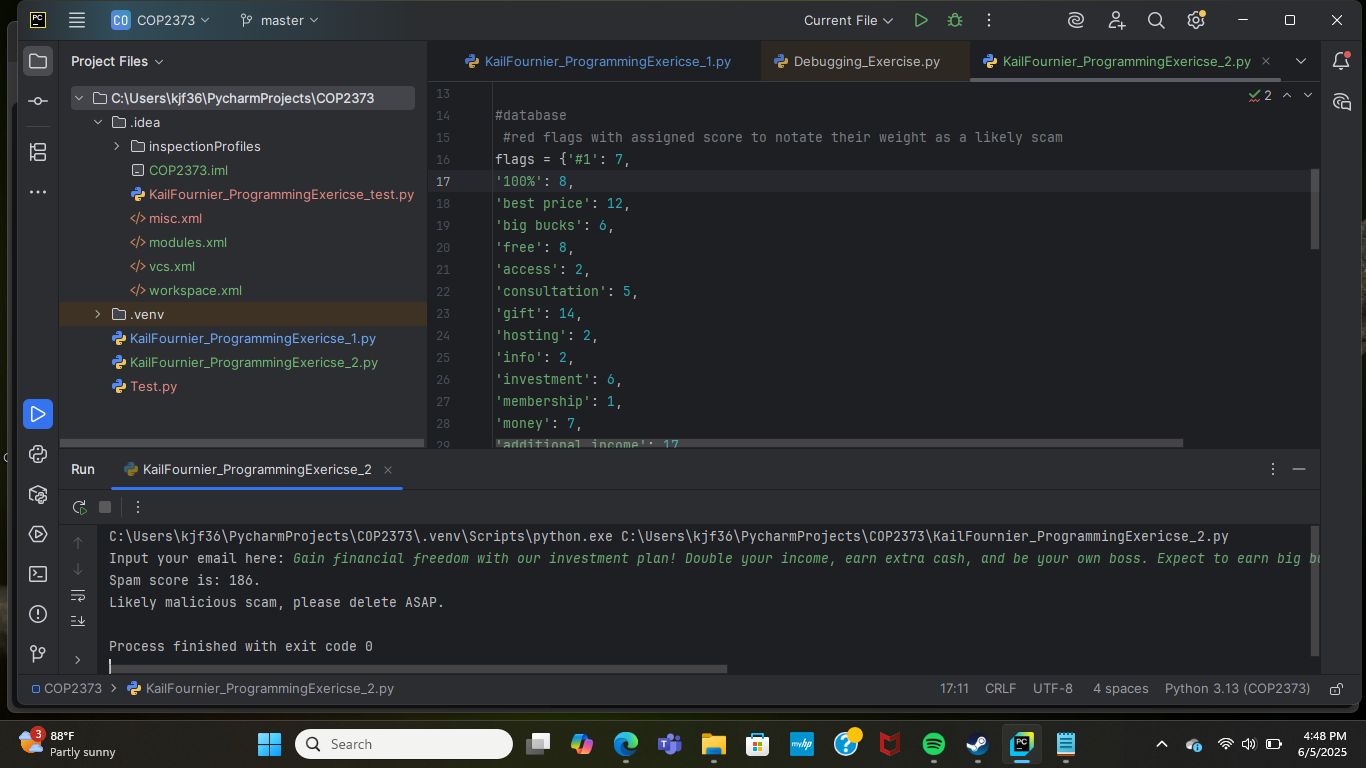 CO COP2373 master Current File
Project Files
C:\Users\kjf36\PycharmProjects\COP2373
.idea
inspectionProfiles
COP2373.iml
KailFournier_ProgrammingExericse_test.py
misc.xml
modules.xml
vcs.xml
workspace.xml
.venv
KailFournier_ProgrammingExericse_1.py
KailFournier_ProgrammingExericse_2.py
Test.py
KailFournier_ProgrammingExericse_1.py Debugging_Exercise.py KailFournier_ProgrammingExericse_2.py
2
13
14 #database
15 #red flags with assigned score to notate their weight as a likely scam
16 flags = {'#1': 7,
17 '100%': 8,
18 'best price': 12,
19 'big bucks': 6,
20 'free': 8,
21 'access': 2,
22 'consultation': 5,
23 'gift': 14,
24 'hosting': 2,
25 'info': 2,
26 'investment': 6,
27 'membership': 1,
28 'money': 7,
29 'additional income': 17
Run KailFournier_ProgrammingExericse_2
C:\Users\kjf36\PycharmProjects\COP2373\.venv\Scripts\python.exe C:\Users\kjf36\PycharmProjects\COP2373\KailFournier_ProgrammingExericse_2.py
Input your email here: Gain financial freedom with our investment plan! Double your income, earn extra cash, and be your own boss. Expect to earn big
Spam score is: 186.
Likely malicious scam, please delete ASAP.
Process finished with exit code 0
COP2373 KailFournier_ProgrammingExericse_2.py 17:11 CRLF UTF-8 4 spaces Python 3.13 (COP2373)
3
88°F
Partly sunny
Search
4:48 PM
6/5/2025